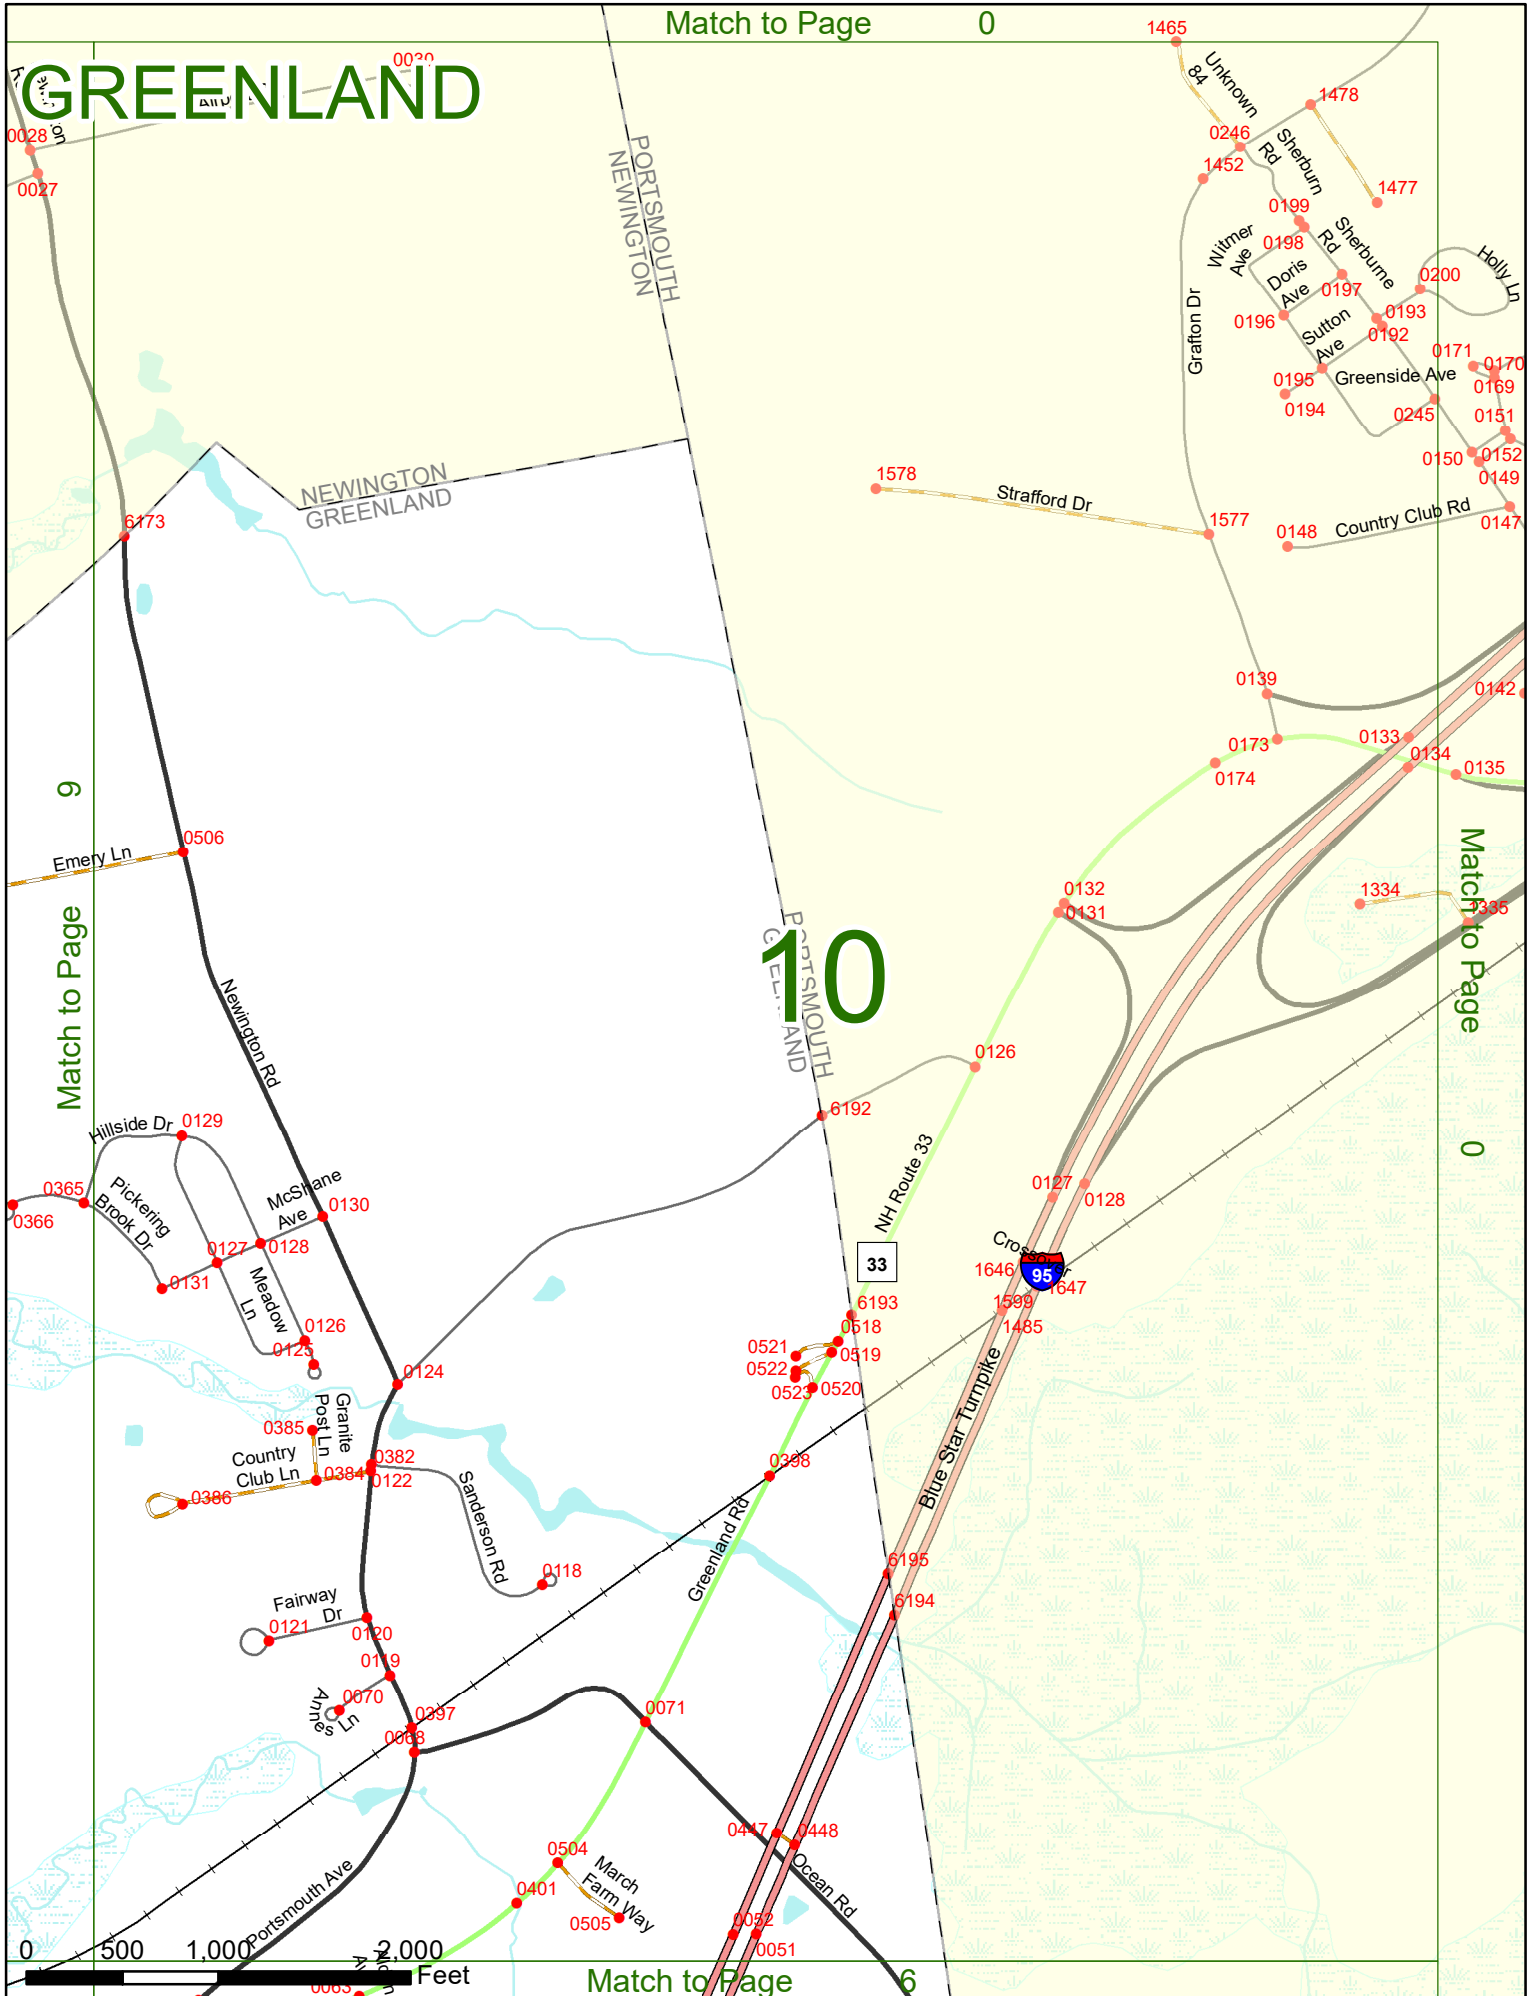 Match to Page 0
GREENLAND
0030
0028
0027
1465
Unknown
84
1478
0246
1452
Sherburn
Rd
1477
0199
0198
Witmer
Ave
Sherburne
Rd
Doris
Ave
0197
0200
Holly Ln
0196
Sutton
Ave
0193
0192
0171
0170
0169
0195
0194
Greenside Ave
0245
0151
0150
0152
0149
Grafton Dr
PORTSMOUTH
NEWINGTON
NEWINGTON
GREENLAND
6173
1578
Strafford Dr
1577
0148
Country Club Rd
0147
0139
0142
0173
0174
0133
0134
0135
9
Match to Page
0506
Emery Ln
Newington Rd
PORTSMOUTH
GREENLAND
10
0132
0131
1334
1335
Match to Page
0
0126
6192
NH Route 33
33
0127
0128
Crossover
1646
95
1647
1599
1485
Hillside Dr
0129
0365
0366
Pickering
Brook Dr
McShane
Ave
0130
0127
0128
0131
Meadow
Ln
0126
0125
0124
6193
0518
0521
0519
0522
0523
0520
0385
Granite
Post Ln
Country
Club Ln
0384
0382
0122
0386
Sanderson Rd
0118
0398
Greenland Rd
Blue Star Turnpike
6195
6194
Fairway
Dr
0121
0120
0119
0070
Annes Ln
0397
0068
0071
0447
0448
Ocean Rd
0504
March
Farm Way
0505
0401
0052
0051
Portsmouth Ave
0063
0 500 1,000 2,000
Feet
Match to Page 6